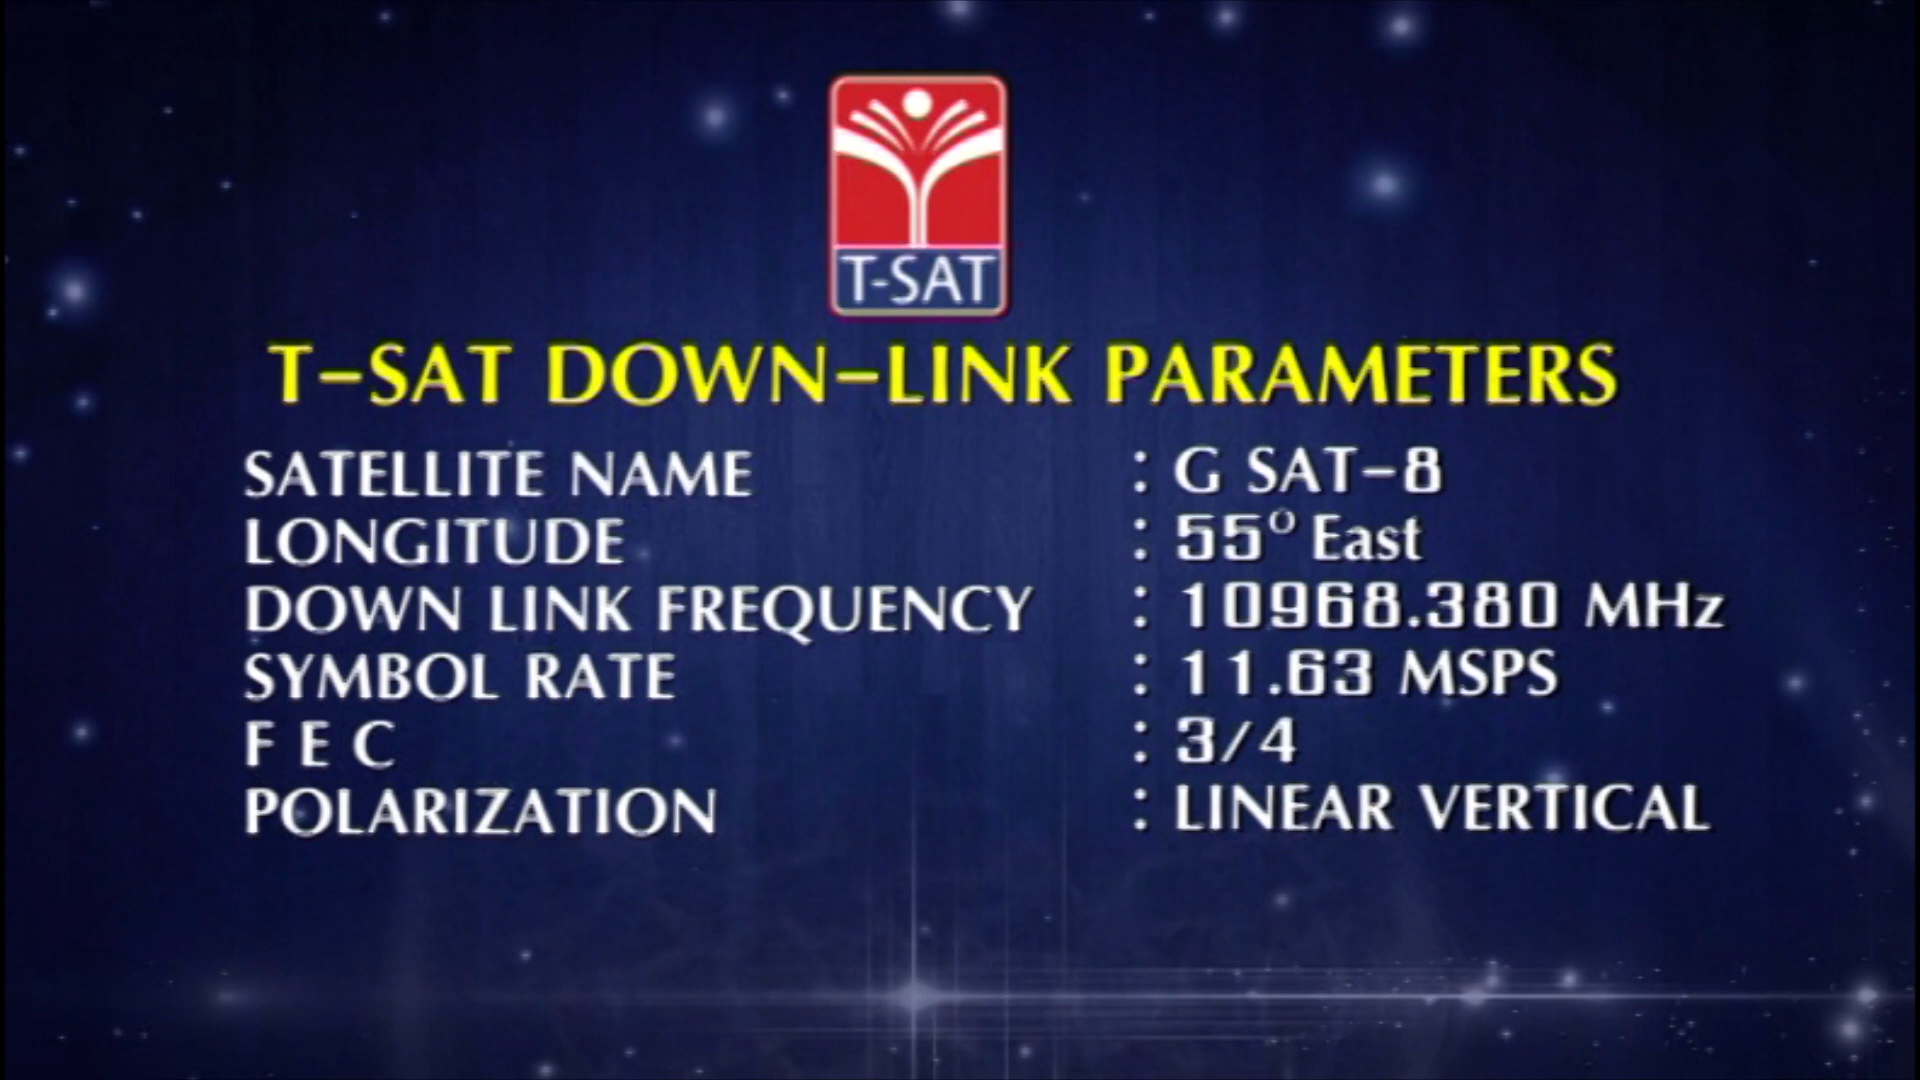 T-SAT
T-SAT DOWN-LINK PARAMETERS
SATELLITE NAME : G SAT-8
LONGITUDE : 55° East
DOWN LINK FREQUENCY : 10968.380 MHz
SYMBOL RATE : 11.63 MSPS
F E C : 3/4
POLARIZATION : LINEAR VERTICAL